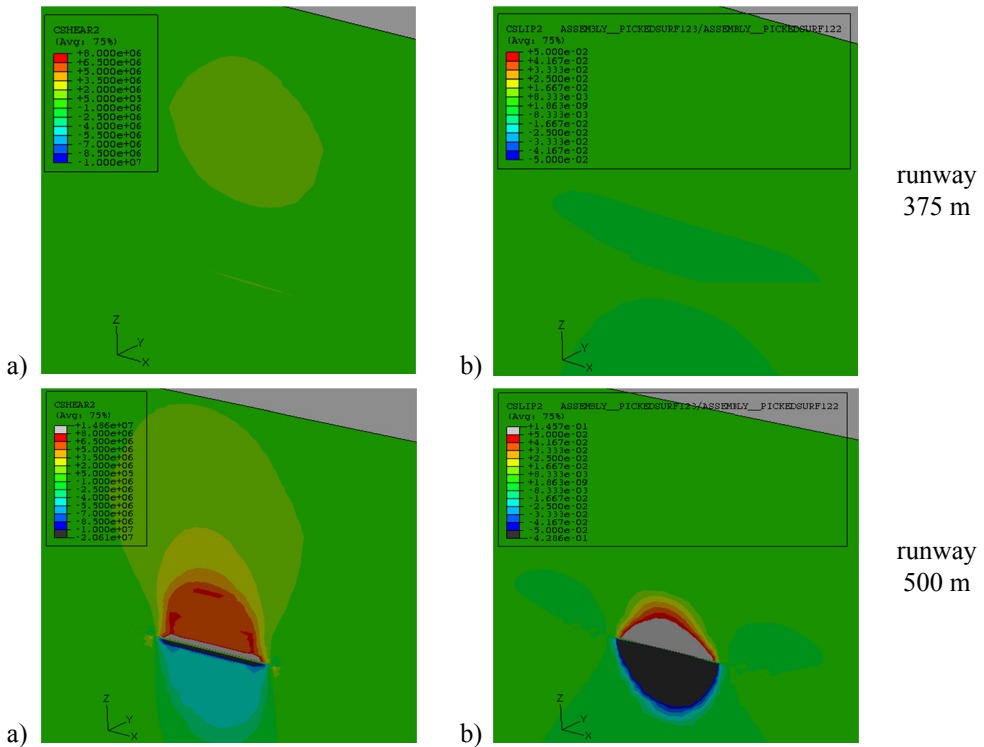 CSHEAR2
(Avg: 75%)
+8.000e+06
+6.500e+06
+5.000e+06
+3.500e+06
+2.000e+06
+5.000e+05
-1.000e+06
-2.500e+06
-4.000e+06
-5.500e+06
-7.000e+06
-8.500e+06
-1.000e+07
Z
Y
X
a)
CSLIP2 ASSEMBLY__PICKEDSURF123/ASSEMBLY__PICKEDSURF122
(Avg: 75%)
+5.000e-02
+4.167e-02
+3.333e-02
+2.500e-02
+1.667e-02
+8.333e-03
+1.863e-09
-8.333e-03
-1.667e-02
-2.500e-02
-3.333e-02
-4.167e-02
-5.000e-02
Z
Y
X
b)
runway
375 m
CSHEAR2
(Avg: 75%)
+1.486e+07
+8.000e+06
+6.500e+06
+5.000e+06
+3.500e+06
+2.000e+06
+5.000e+05
-1.000e+06
-2.500e+06
-4.000e+06
-5.500e+06
-7.000e+06
-8.500e+06
-1.000e+07
-2.061e+07
Z
Y
X
a)
CSLIP2 ASSEMBLY__PICKEDSURF123/ASSEMBLY__PICKEDSURF122
(Avg: 75%)
+1.457e-01
+5.000e-02
+4.167e-02
+3.333e-02
+2.500e-02
+1.667e-02
+8.333e-03
+1.863e-09
-8.333e-03
-1.667e-02
-2.500e-02
-3.333e-02
-4.167e-02
-5.000e-02
-4.286e-01
Z
Y
X
b)
runway
500 m